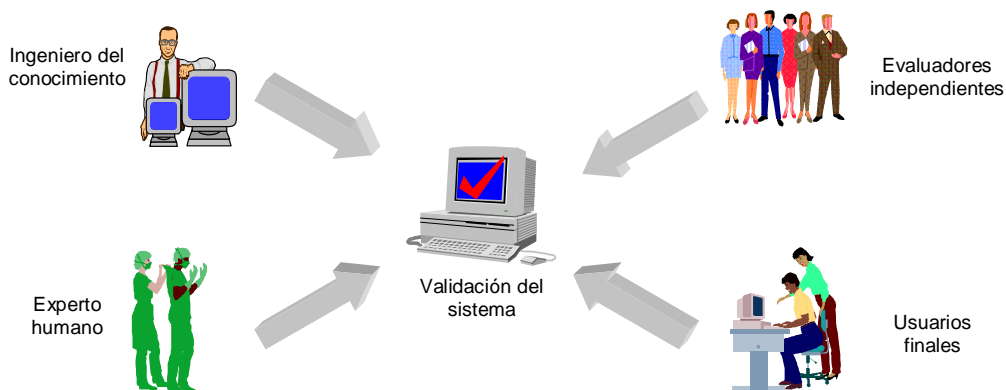 Ingeniero del
conocimiento
Evaluadores
independientes
Validación del
sistema
Experto
humano
Usuarios
finales